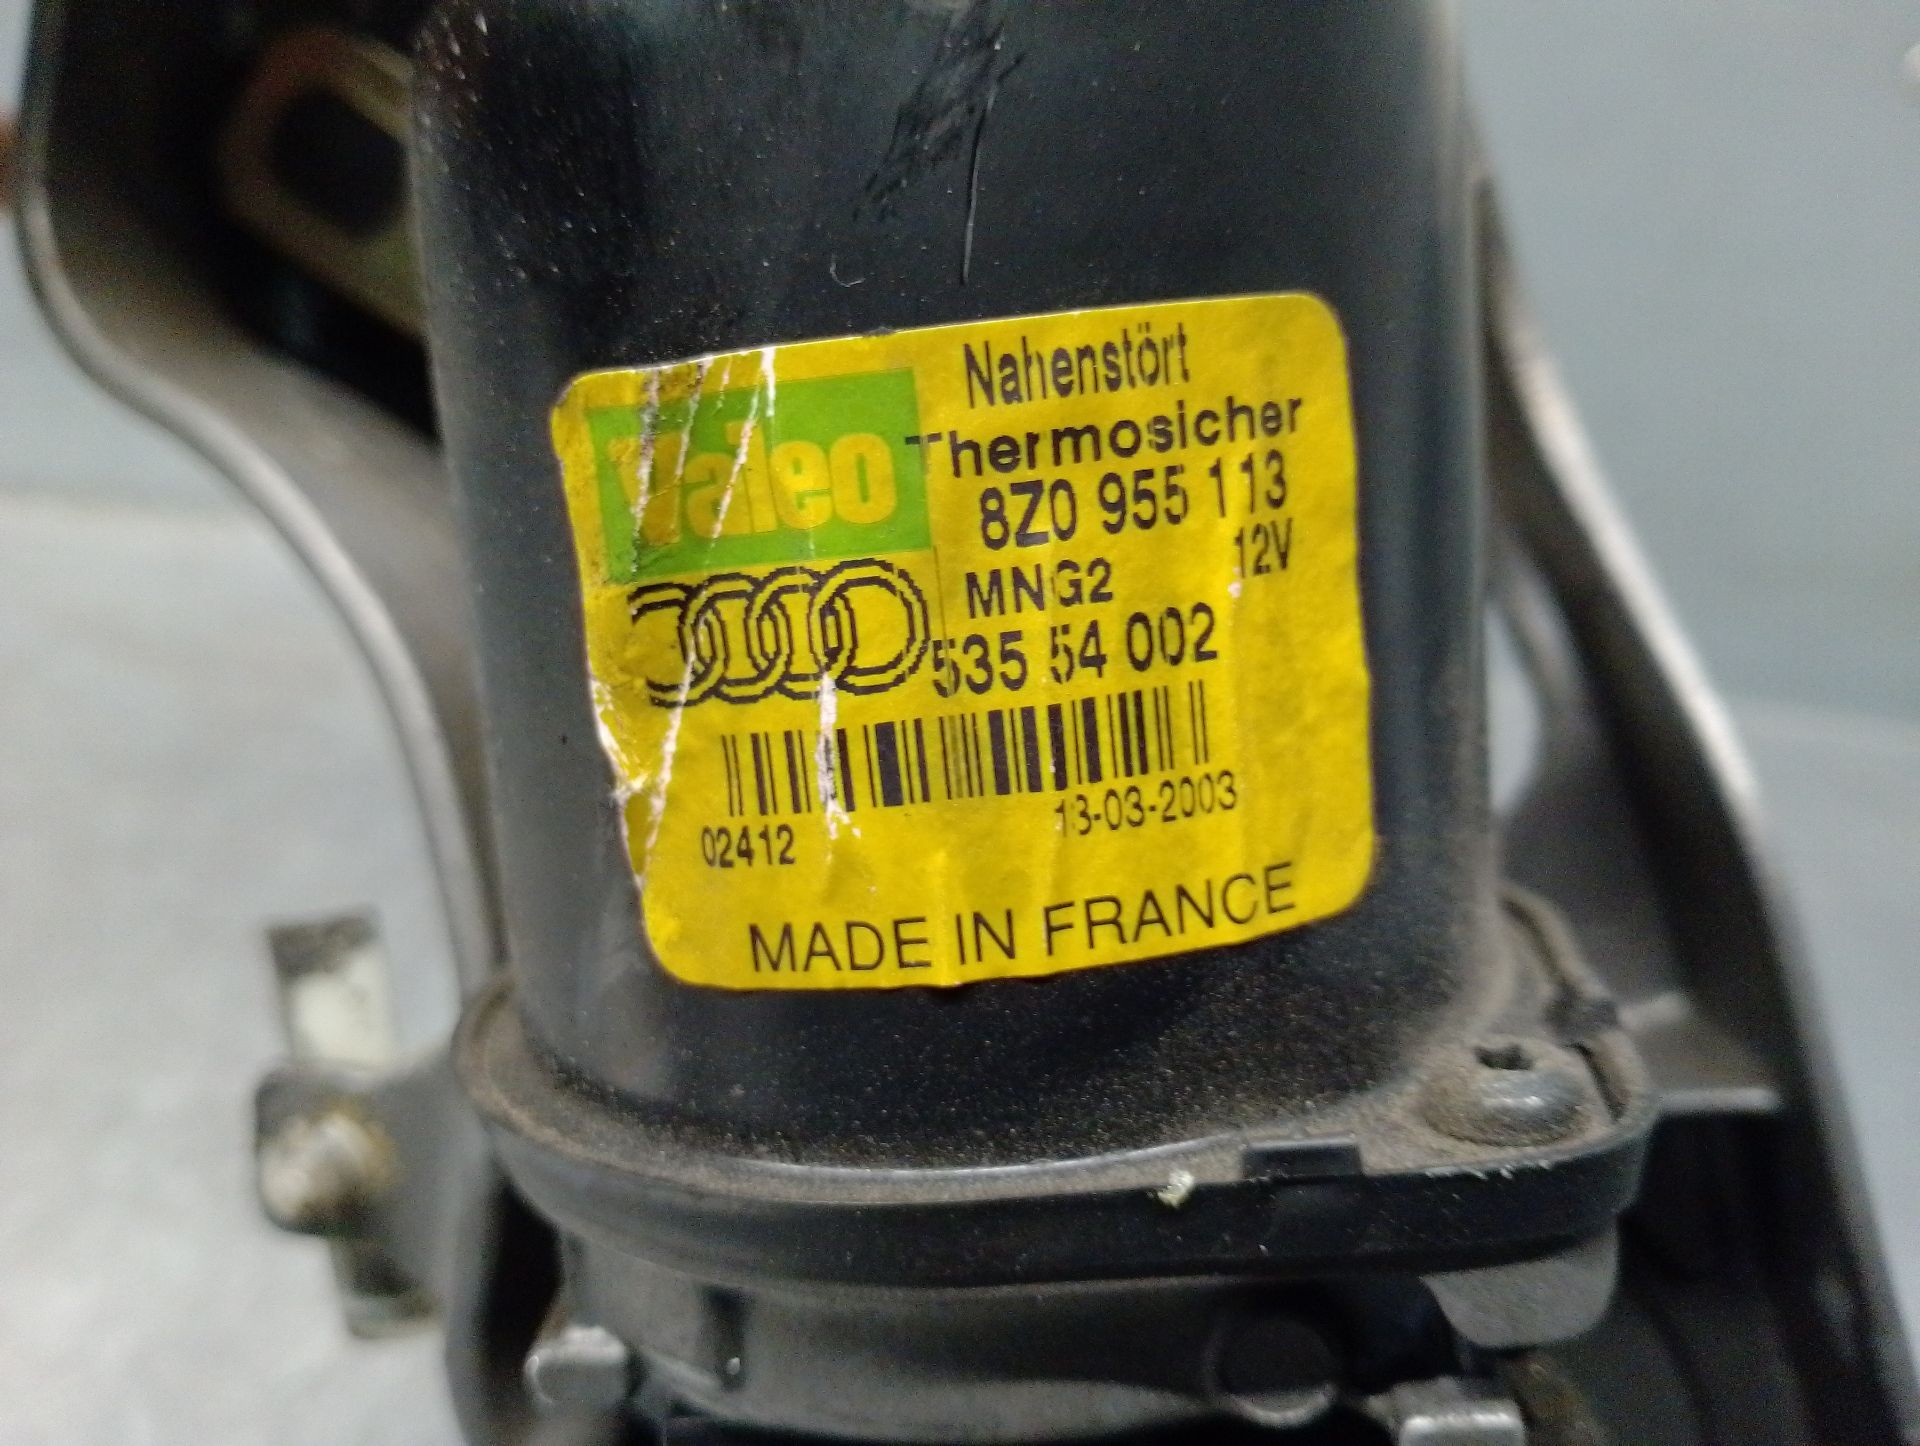 Nahenstört
Valeo
Thermosicher
8Z0 955 113
12V
MNG2
535 54 002
02412
13-03-2003
MADE IN FRANCE